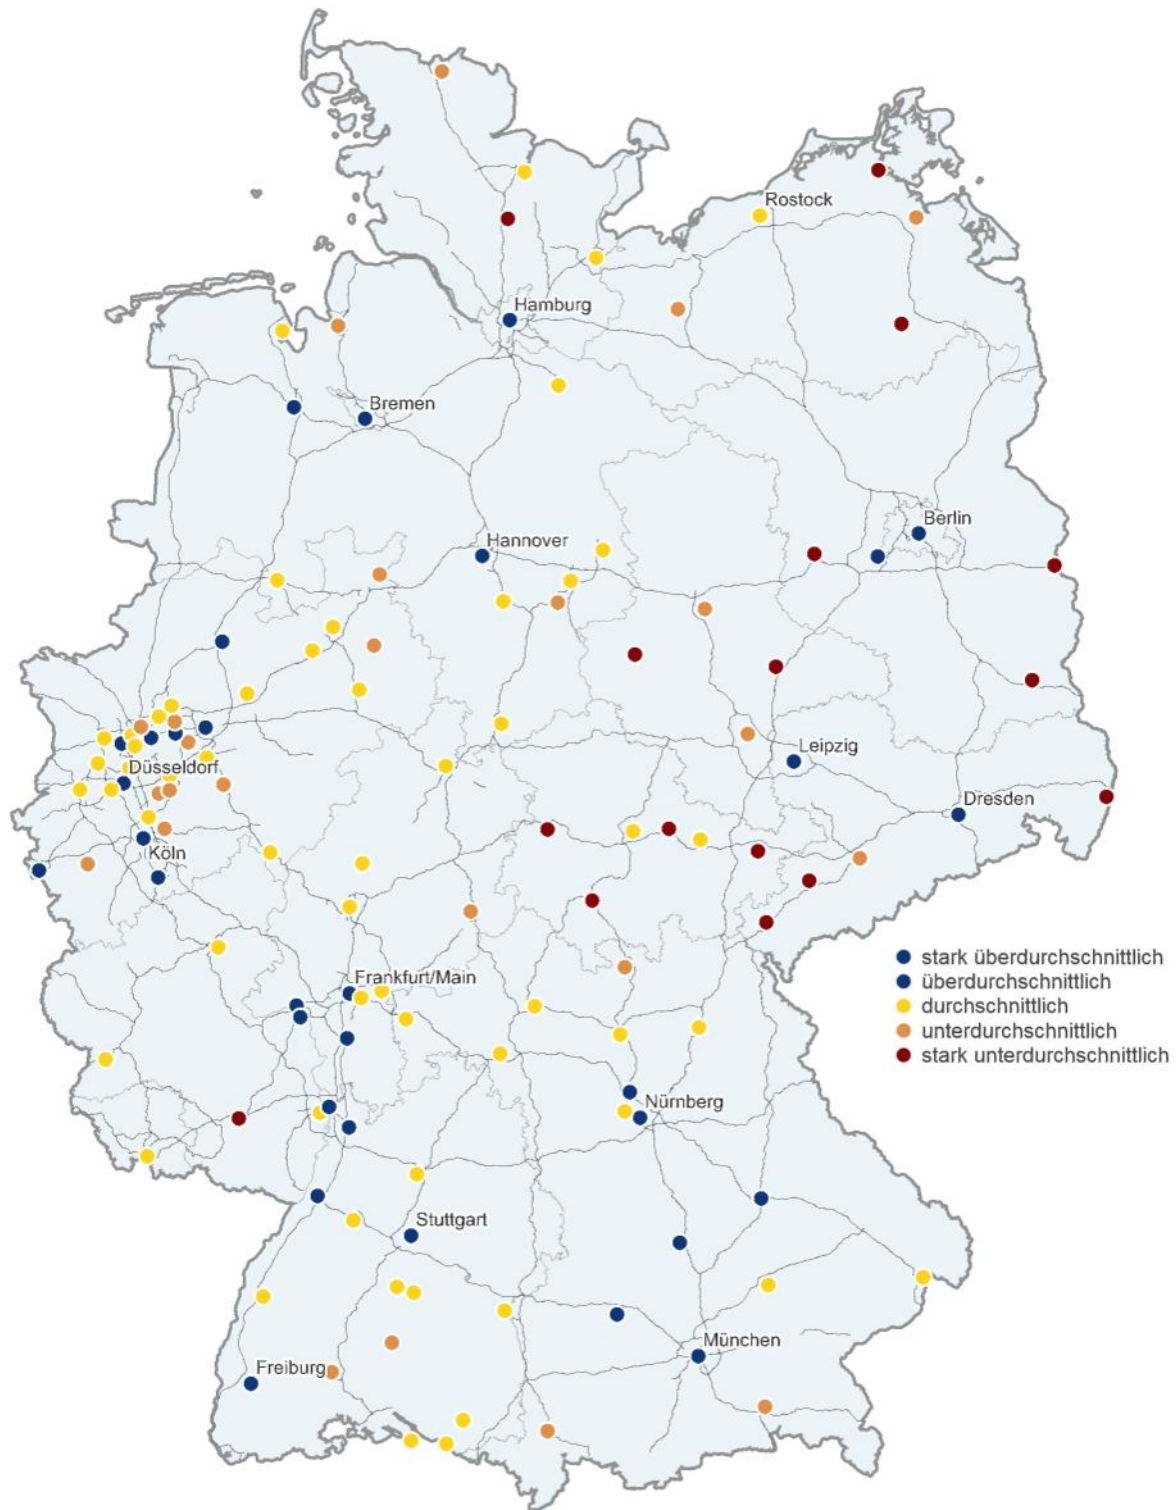 Rostock
Hamburg
Bremen
Berlin
Hannover
Leipzig
Düsseldorf
Dresden
Köln
Frankfurt/Main
stark überdurchschnittlich
überdurchschnittlich
durchschnittlich
unterdurchschnittlich
stark unterdurchschnittlich
Nürnberg
Stuttgart
München
Freiburg